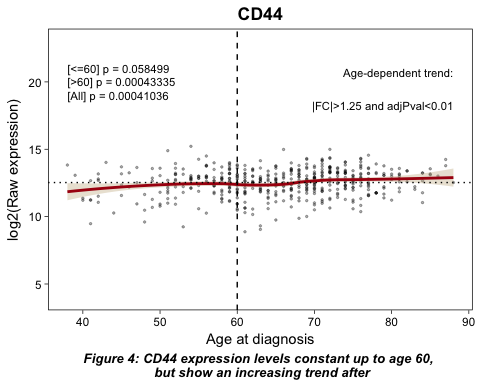 CD44
[<=60] p = 0.058499
[>60] p = 0.00043335
[All] p = 0.00041036
Age-dependent trend:
|FC|>1.25 and adjPval<0.01
log2(Raw expression)
20
15
10
5
40
50
60
70
80
90
Age at diagnosis
Figure 4: CD44 expression levels constant up to age 60,
but show an increasing trend after